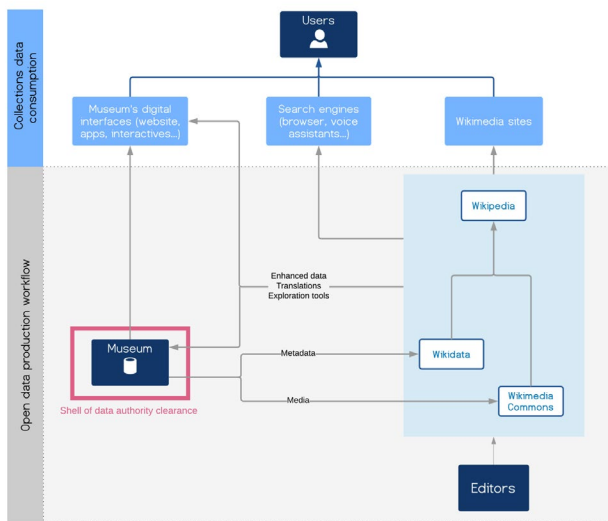 Collections data
consumption
Users
Museum's digital
interfaces (website,
apps, interactives...)
Search engines
(browser, voice
assistants...)
Wikimedia sites
Open data production workflow
Wikipedia
Enhanced data
Translations
Exploration tools
Museum
Shell of data authority clearance
Metadata
Wikidata
Media
Wikimedia
Commons
Editors